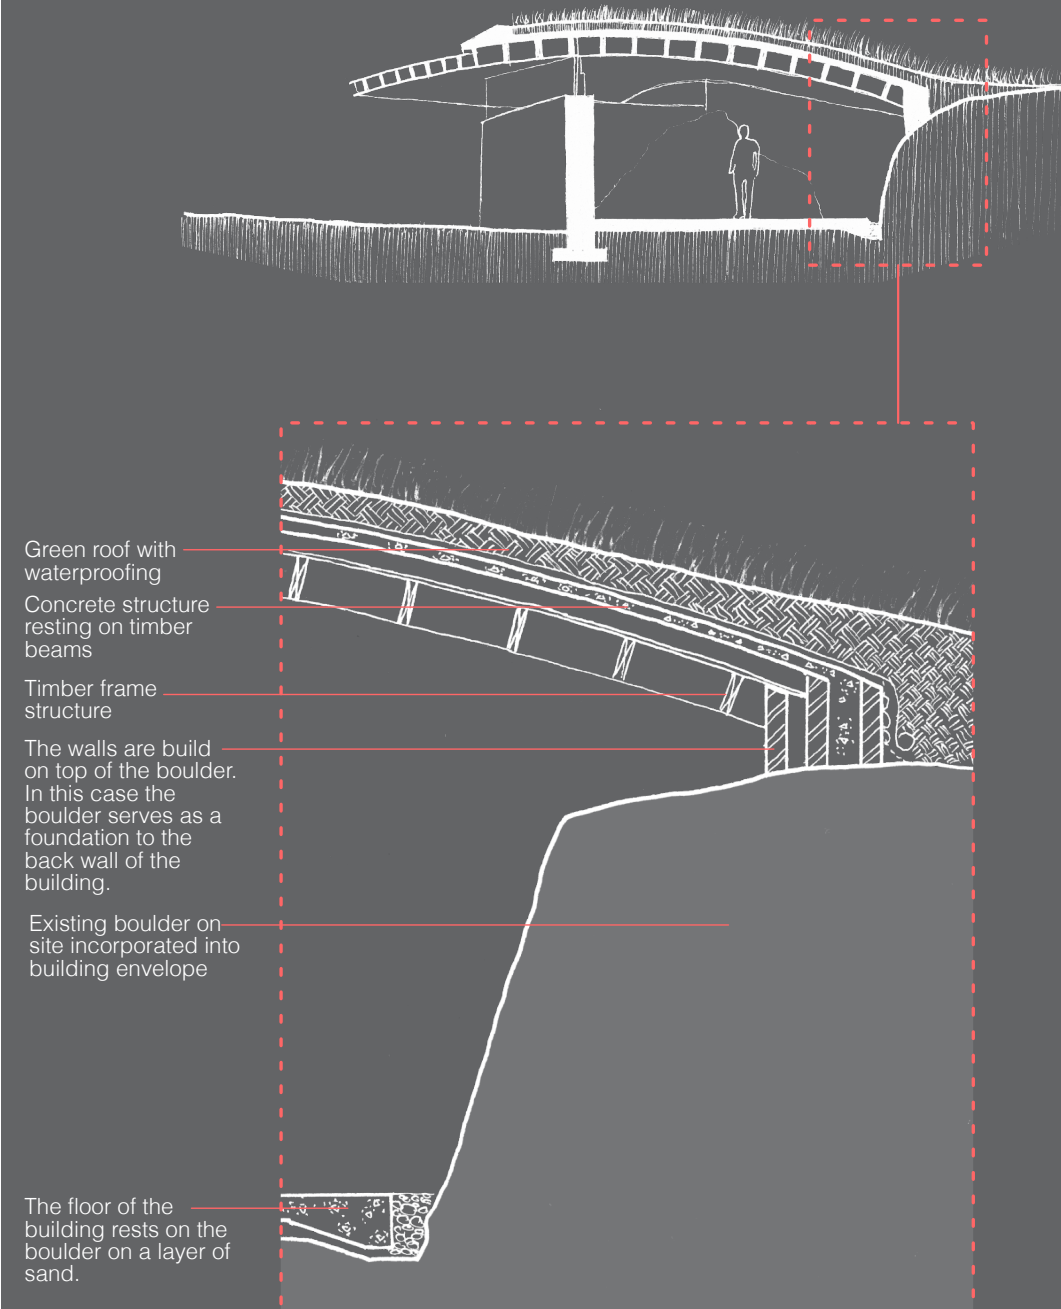 Green roof with
waterproofing
Concrete structure
resting on timber
beams
Timber frame
structure
The walls are build
on top of the boulder.
In this case the
boulder serves as a
foundation to the
back wall of the
building.
Existing boulder on
site incorporated into
building envelope
The floor of the
building rests on the
boulder on a layer of
sand.